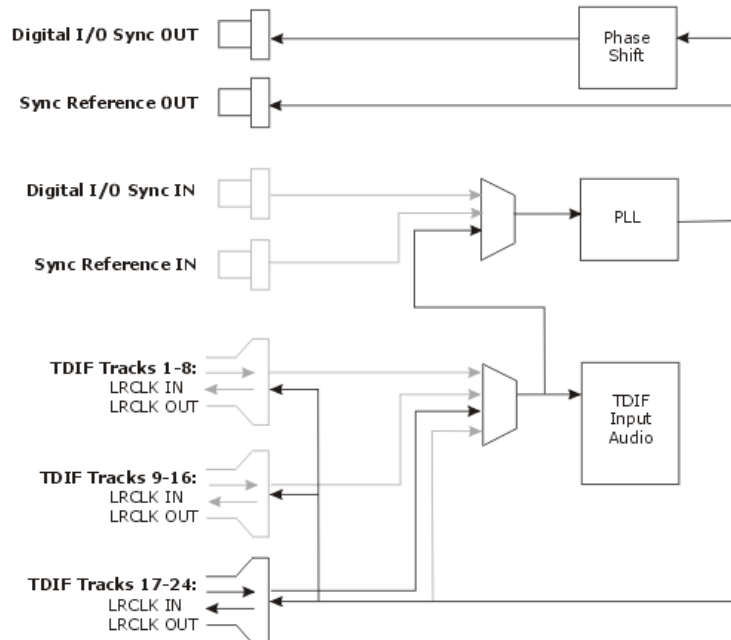 Digital I/O Sync OUT
Phase
Shift
Sync Reference OUT
Digital I/O Sync IN
PLL
Sync Reference IN
TDIF Tracks 1-8:
LRCLK IN
LRCLK OUT
TDIF
Input
Audio
TDIF Tracks 9-16:
LRCLK IN
LRCLK OUT
TDIF Tracks 17-24:
LRCLK IN
LRCLK OUT